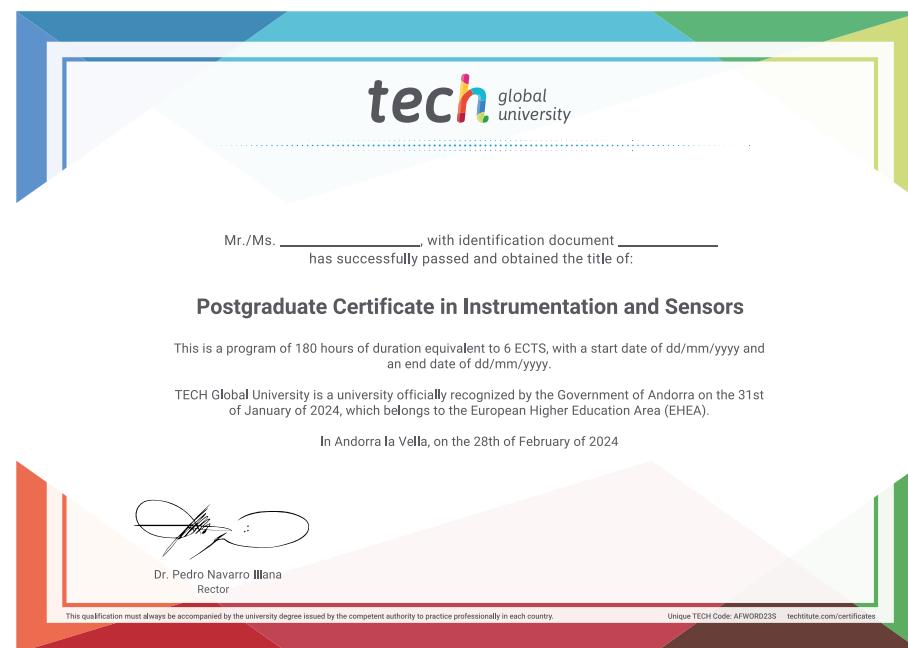 tech global
university
Mr./Ms. ____________________, with identification document ______________
has successfully passed and obtained the title of:
Postgraduate Certificate in Instrumentation and Sensors
This is a program of 180 hours of duration equivalent to 6 ECTS, with a start date of dd/mm/yyyy and
an end date of dd/mm/yyyy.
TECH Global University is a university officially recognized by the Government of Andorra on the 31st
of January of 2024, which belongs to the European Higher Education Area (EHEA).
In Andorra la Vella, on the 28th of February of 2024
Dr. Pedro Navarro Illana
Rector
This qualification must always be accompanied by the university degree issued by the competent authority to practice professionally in each country. Unique TECH Code: AFWORD23S techtitute.com/certificates